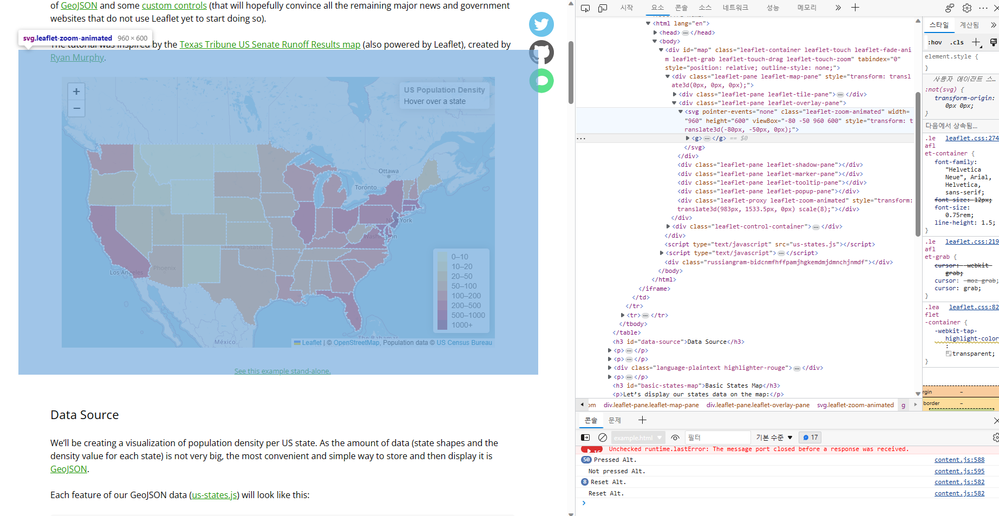 of GeoJSON and some custom controls (that will hopefully convince all the remaining major news and government
websites that do not use Leaflet yet to start doing so).
svg.leaflet-zoom-animated 960 × 600
The tutorial was inspired by the Texas Tribune US Senate Runoff Results map (also powered by Leaflet), created by
Ryan Murphy.
+
−
US Population Density
Hover over a state
Ottawa
Toronto
New York
Washington
United States
Phoenix
Los Angeles
0–10
10–20
20–50
50–100
100–200
200–500
500–1000
1000+
The Bahamas
México
Leaflet | © OpenStreetMap, Population data © US Census Bureau
See this example stand-alone.
Data Source
We’ll be creating a visualization of population density per US state. As the amount of data (state shapes and the
density value for each state) is not very big, the most convenient and simple way to store and then display it is
GeoJSON.
Each feature of our GeoJSON data (us-states.js) will look like this:
시작 요소 콘솔 소스 네트워크 성능 메모리
<html lang="en">
<head> </head>
<body>
<div id="map" class="leaflet-container leaflet-touch leaflet-fade-ani
m leaflet-grab leaflet-touch-drag leaflet-touch-zoom" tabindex="0"
style="position: relative; outline-style: none;">
<div class="leaflet-pane leaflet-map-pane" style="transform: transl
ate3d(0px, 0px, 0px);">
<div class="leaflet-pane leaflet-tile-pane"> </div>
<div class="leaflet-pane leaflet-overlay-pane">
<svg pointer-events="none" class="leaflet-zoom-animated" width=
"960" height="600" viewBox="-80 -50 960 600" style="transform: t
ranslate3d(-80px, -50px, 0px);">
<g> </g> == $0
</svg>
</div>
<div class="leaflet-pane leaflet-shadow-pane"></div>
<div class="leaflet-pane leaflet-marker-pane"></div>
<div class="leaflet-pane leaflet-tooltip-pane"></div>
<div class="leaflet-pane leaflet-popup-pane"></div>
<div class="leaflet-proxy leaflet-zoom-animated" style="transform:
translate3d(983px, 1533.5px, 0px) scale(8);"></div>
</div>
<div class="leaflet-control-container"> </div>
</div>
<script type="text/javascript" src="us-states.js"></script>
<script type="text/javascript"> </script>
<div class="russiangram-bidcnmfhffpamjhgkemdmjdmnchjnmdf"></div>
</body>
</html>
</iframe>
</td>
</tr>
<tr> </tr>
</tbody>
</table>
<h3 id="data-source">Data Source</h3>
<p> </p>
<p> </p>
<div class="language-plaintext highlighter-rouge"> </div>
<p> </p>
<h3 id="basic-states-map">Basic States Map</h3>
<p>Let’s display our states data on the map:</p>
om div.leaflet-pane.leaflet-map-pane div.leaflet-pane.leaflet-overlay-pane svg.leaflet-zoom-animated g
스타일 계산됨
:hov .cls
element.style {
}
사용자 에이전트 스…
:not(svg) {
transform-origin:
0px 0px;
}
다음에서 상속됨…
.le leaflet.css:274
afl
et-container {
font-family:
"Helvetica
Neue", Arial,
Helvetica,
sans-serif;
font-size: 12px;
font-size:
0.75rem;
line-height: 1.5;
}
.le leaflet.css:219
afl
et-grab {
cursor: -webkit-
grab;
cursor: -moz-grab;
cursor: grab;
}
.lea leaflet.css:82
flet
-container {
-webkit-tap-
highlight-color
:
transparent;
}
rgin –
border –
콘솔 문제
example.html 필터 기본 수준 17
16 Unchecked runtime.lastError: The message port closed before a response was received.
50 Pressed Alt. content.js:588
Not pressed Alt. content.js:595
8 Reset Alt. content.js:582
Reset Alt. content.js:582